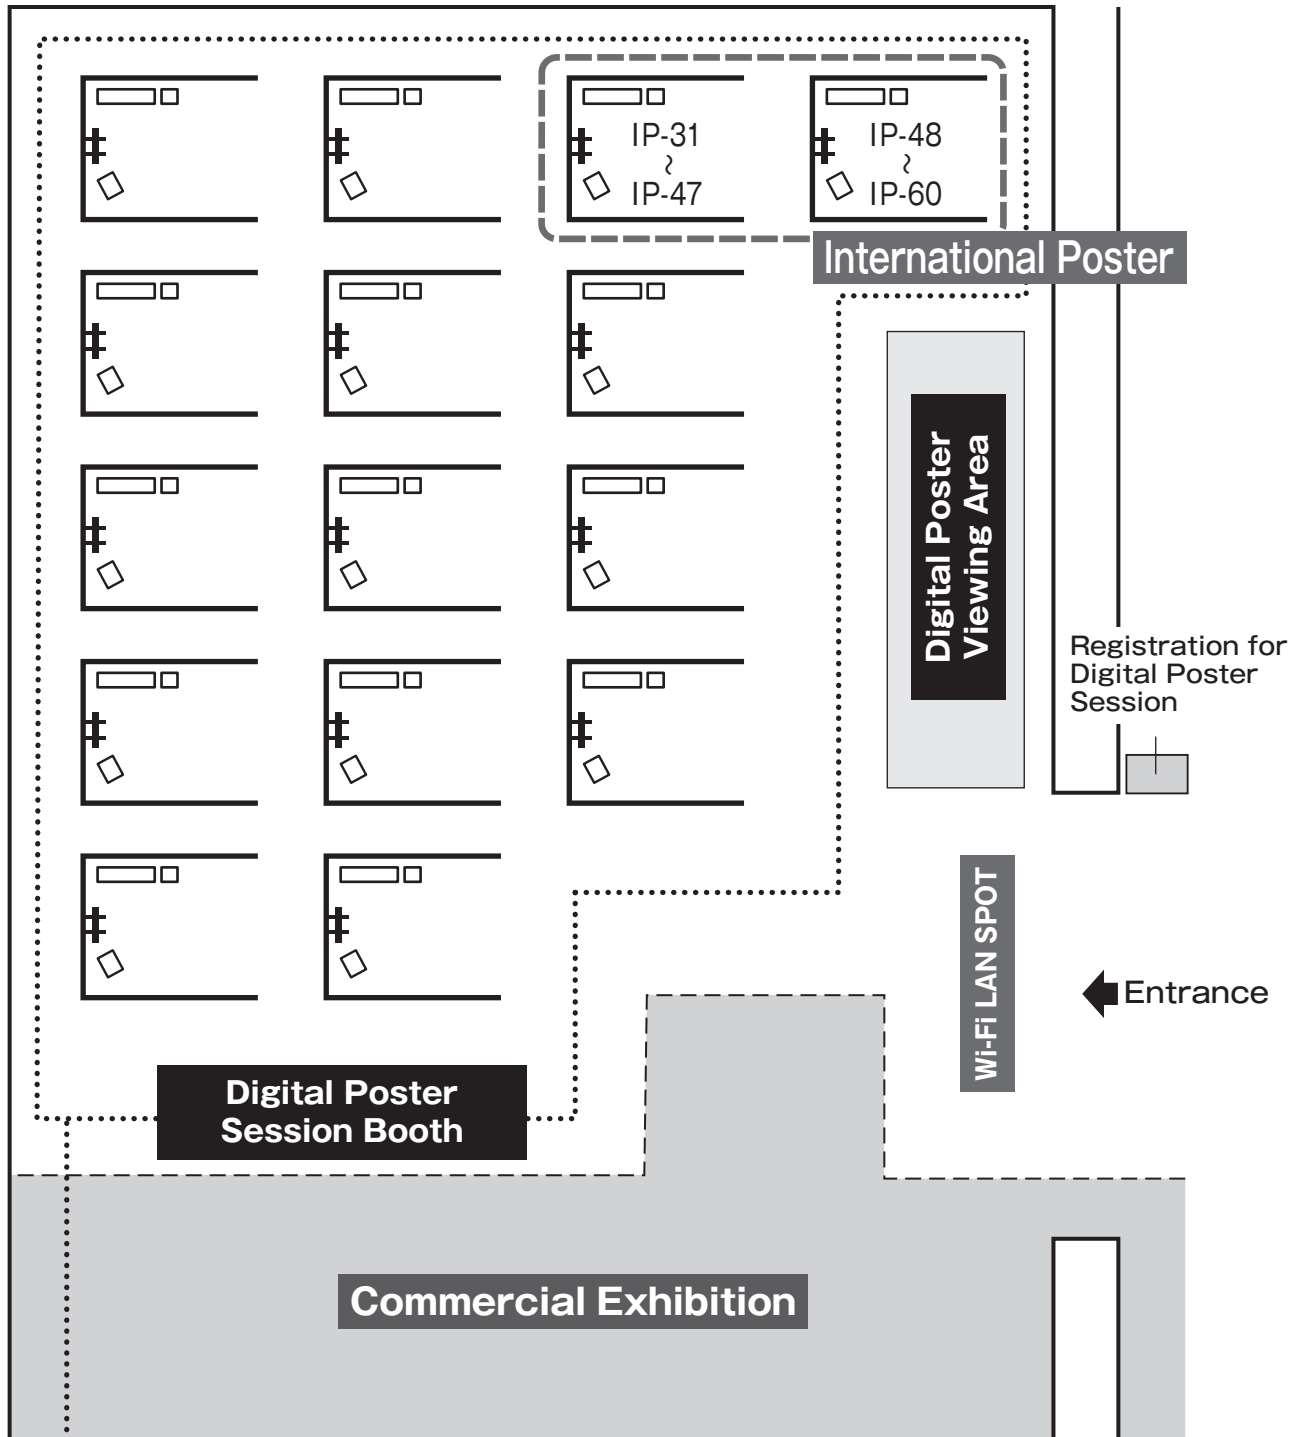 IP-31
~
IP-47
IP-48
~
IP-60
International Poster
Digital Poster
Viewing Area
Registration for
Digital Poster
Session
Wi-Fi LAN SPOT
Entrance
Digital Poster
Session Booth
Commercial Exhibition